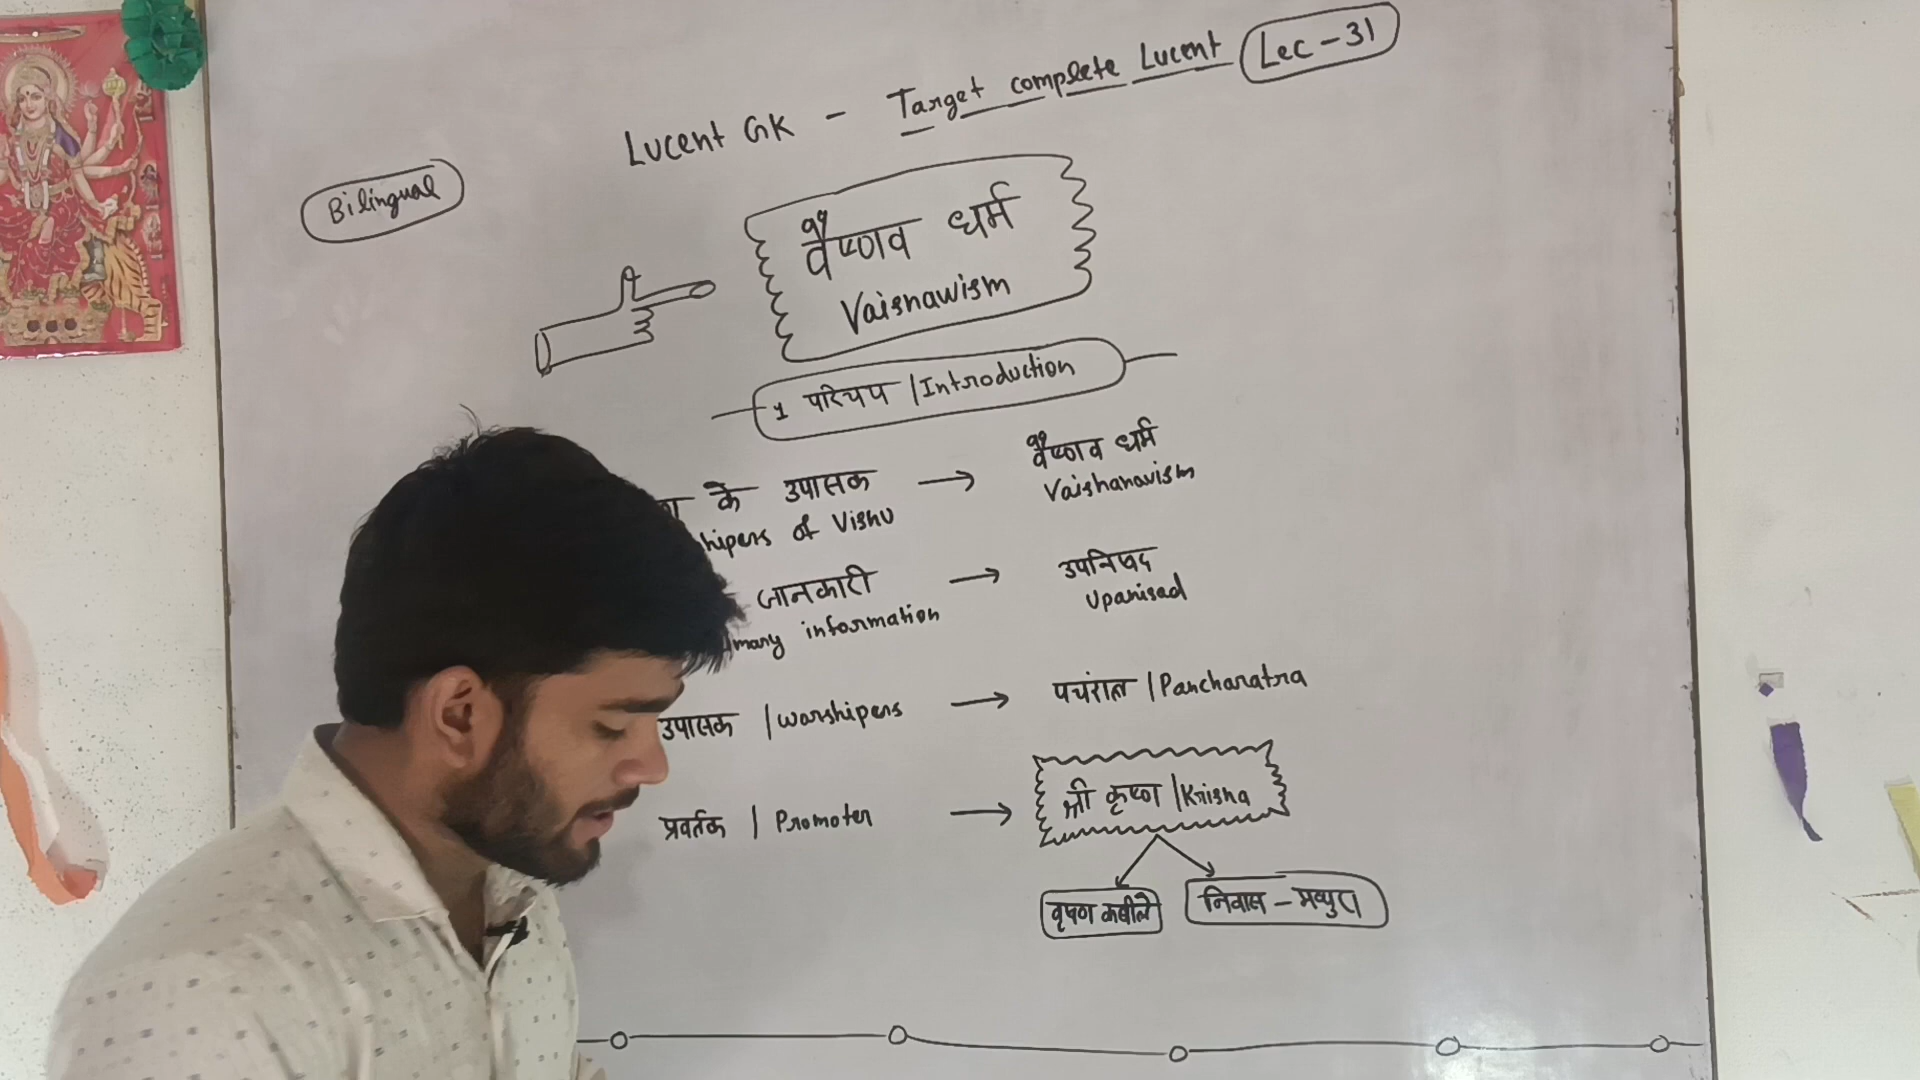 Lucent GK - Target complete Lucent Lec-31
Bilingual
वैष्णव धर्म
Vaisnawism
1 परिचय / Introduction
के उपासक → वैष्णव धर्म
of Vishu Vaishanavism
जानकारी → उपनिषद
information Upanisad
उपासक / Warshipers → पचंरात्र / Pancharatra
प्रवर्तक / Promoter → श्री कृष्ण / Krisna
वृषण कबीले निवास - मथुरा